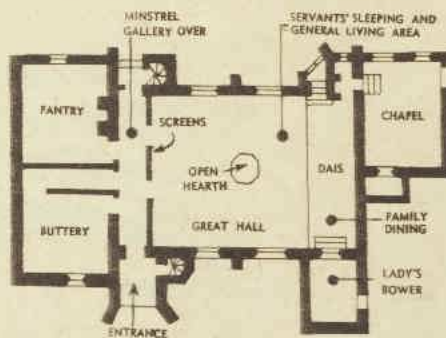 MINSTREL
GALLERY OVER
SERVANTS' SLEEPING AND
GENERAL LIVING AREA
PANTRY
SCREENS
CHAPEL
OPEN
HEARTH
DAIS
BUTTERY
GREAT HALL
FAMILY
DINING
LADY'S
BOWER
ENTRANCE